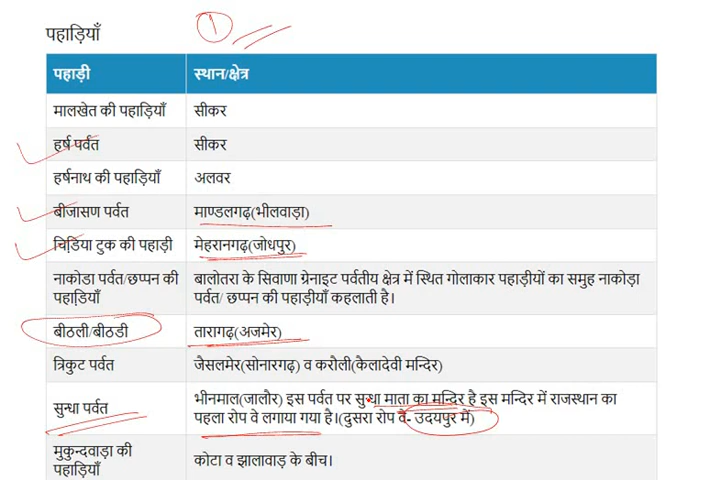 पहाड़ियाँ
1
पहाड़ी स्थान/क्षेत्र
मालखेत की पहाड़ियाँ सीकर
हर्ष पर्वत सीकर
हर्षनाथ की पहाड़ियाँ अलवर
बीजासण पर्वत माण्डलगढ़(भीलवाड़ा)
चिडि़या टुक की पहाड़ी मेहरानगढ़(जोधपुर)
नाकोडा पर्वत/छप्पन की पहाडि़याँ
बालोतरा के सिवाणा ग्रेनाइट पर्वतीय क्षेत्र में स्थित गोलाकार पहाड़ीयों का समुह नाकोड़ा
पर्वत/ छप्पन की पहाड़ीयाँ कहलाती है।
बीठली/बीठडी तारागढ़(अजमेर)
त्रिकुट पर्वत जैसलमेर(सोनारगढ़) व करौली(कैलादेवी मन्दिर)
सुन्धा पर्वत
भीनमाल(जालौर) इस पर्वत पर सुन्धा माता का मन्दिर है इस मन्दिर में राजस्थान का
पहला रोप वे लगाया गया है।(दुसरा रोप वे- उदयपुर में)
मुकुन्दवाड़ा की
पहाड़ियाँ
कोटा व झालावाड़ के बीच।